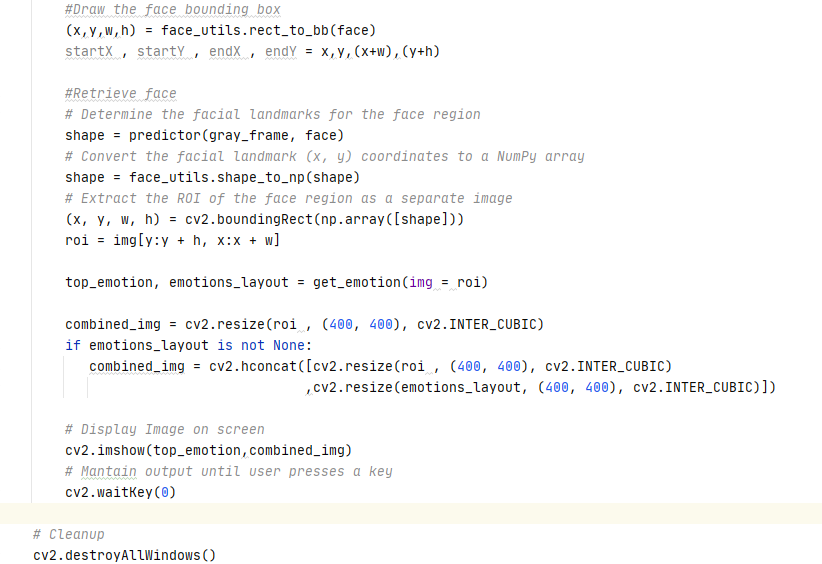 #Draw the face bounding box
(x,y,w,h) = face_utils.rect_to_bb(face)
startX , startY , endX , endY = x,y,(x+w),(y+h)
#Retrieve face
# Determine the facial landmarks for the face region
shape = predictor(gray_frame, face)
# Convert the facial landmark (x, y) coordinates to a NumPy array
shape = face_utils.shape_to_np(shape)
# Extract the ROI of the face region as a separate image
(x, y, w, h) = cv2.boundingRect(np.array([shape]))
roi = img[y:y + h, x:x + w]
top_emotion, emotions_layout = get_emotion(img = roi)
combined_img = cv2.resize(roi , (400, 400), cv2.INTER_CUBIC)
if emotions_layout is not None:
combined_img = cv2.hconcat([cv2.resize(roi , (400, 400), cv2.INTER_CUBIC)
,cv2.resize(emotions_layout, (400, 400), cv2.INTER_CUBIC)])
# Display Image on screen
cv2.imshow(top_emotion,combined_img)
# Mantain output until user presses a key
cv2.waitKey(0)
# Cleanup
cv2.destroyAllWindows()